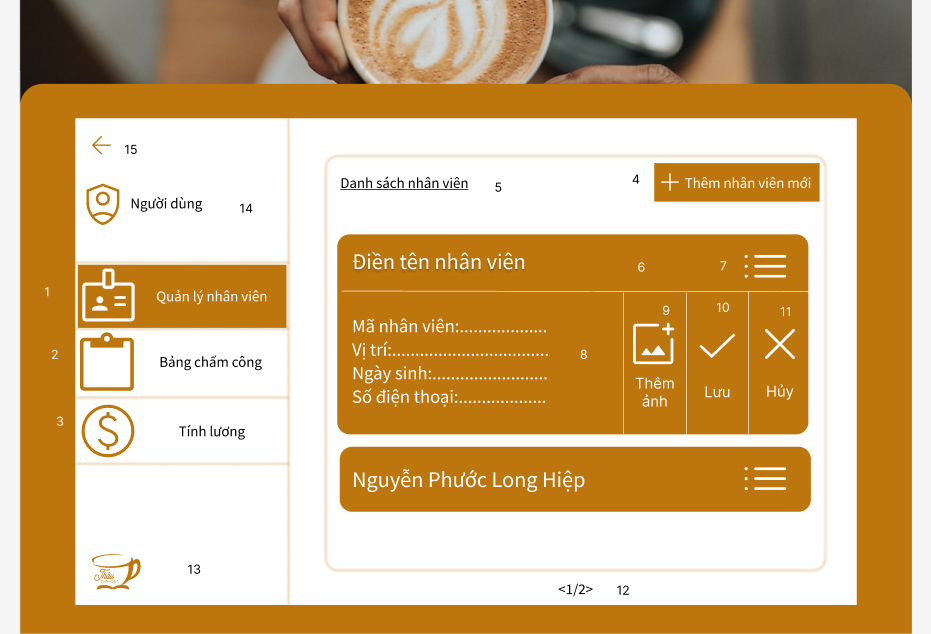 15
Người dùng
14
1
Quản lý nhân viên
2
Bảng chấm công
3
Tính lương
13
Danh sách nhân viên
5
4
Thêm nhân viên mới
Điền tên nhân viên
6
7
Mã nhân viên:...................
Vị trí:..................................
Ngày sinh:.........................
Số điện thoại:...................
8
9
Thêm
ảnh
10
Lưu
11
Hủy
Nguyễn Phước Long Hiệp
<1/2>
12